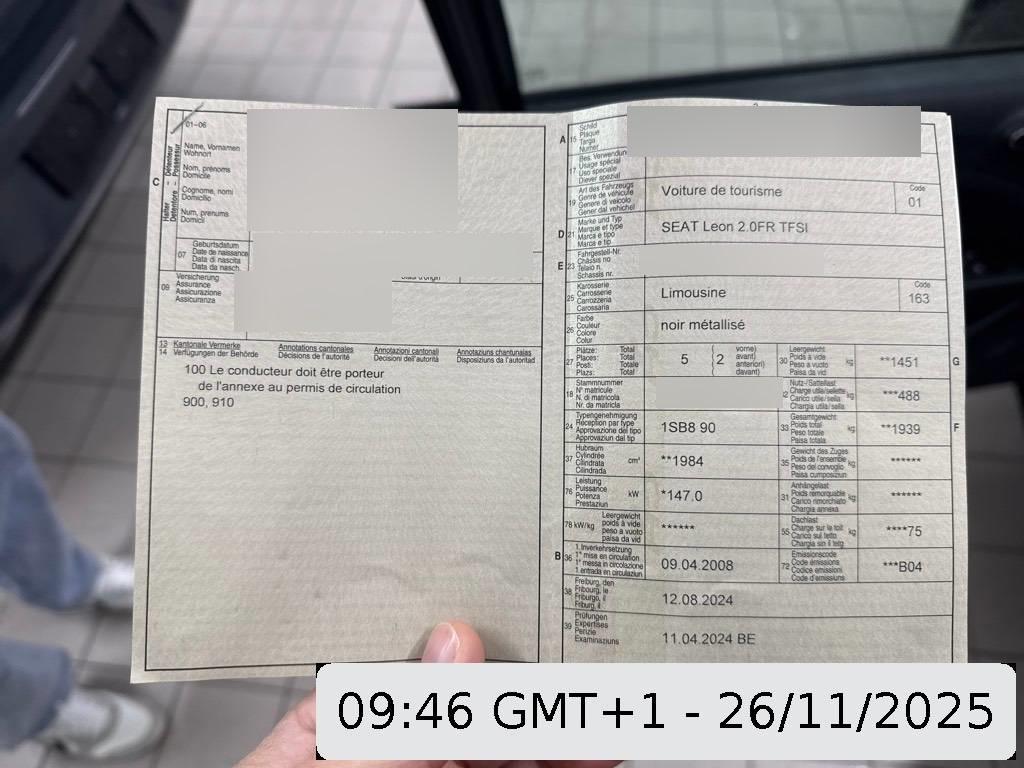 01-06
C
Halter - Détenteur
Detentore - Possessur
Name, Vornamen
Wohnort
Nom, prénoms
Domicile
Cognome, nomi
Domicilio
Num, prenums
Domicil
07
Geburtsdatum
Date de naissance
Data di nascita
Data da nasch.
09
Versicherung
Assurance
Assicurazione
Assicuranza
13 Kantonale Vermerke Annotations cantonales Annotazioni cantonali Annotaziuns chantunalas
14 Verfügungen der Behörde Décisions de l'autorité Decisioni dell'autorità Disposiziuns da l'autoritad
100 Le conducteur doit être porteur
de l'annexe au permis de circulation
900, 910
A 15
Schild
Plaque
Targa
Numer
17
Bes. Verwendung
Usage spécial
Uso speciale
Diever spezial
19
Art des Fahrzeugs
Genre de véhicule
Genere di veicolo
Gener dal vehichel
Voiture de tourisme
Code
01
D 21
Marke und Typ
Marque et type
Marca e tipo
Marca e tip
SEAT Leon 2.0FR TFSI
E 23
Fahrgestell-Nr.
Châssis no
Telaio n.
Schassis nr.
25
Karosserie
Carrosserie
Carrozzeria
Carossaria
Limousine
Code
163
26
Farbe
Couleur
Colore
Colur
noir métallisé
27
Plätze: Total
Places: Total
Posti: Totale
Plazs: Total
5 { 2
vorne)
avant)
anteriori)
davant)
30
Leergewicht
Poids à vide
Peso a vuoto
Paisa da vid
kg
**1451
G
18
Stammnummer
N° matricule
N. di matricola
Nr. da matricla
Nutz-/Sattellast
Charge utile/sellette
Carico utile/sella
Chargia utila/sella
kg
***488
24
Typengenehmigung
Réception par type
Approvazione del tipo
Approvaziun dal tip
1SB8 90
33
Gesamtgewicht
Poids total
Peso totale
Paisa totala
kg
**1939
F
37
Hubraum
Cylindrée
Cilindrata
Cilindrada
cm³
**1984
35
Gewicht des Zuges
Poids de l'ensemble
Peso del convoglio
Paisa cumposiziun
kg
******
76
Leistung
Puissance
Potenza
Prestaziun
kW
*147.0
31
Anhängelast
Poids remorquable
Carico rimorchiato
Chargia annexa
kg
******
78 kW/kg
Leergewicht
poids à vide
peso a vuoto
paisa da vid
******
55
Dachlast
Charge sur le toit
Carico sul tetto
Chargia sin il tetg
kg
****75
B 36
1. Inverkehrsetzung
1re mise en circulation
1a messa in circolazione
1. entrada en circulaziun
09.04.2008
72
Emissionscode
Code émissions
Codice emissioni
Code d'emissiuns
***B04
38
Freiburg, den
Fribourg, le
Friburgo, il
Friburg, il
12.08.2024
39
Prüfungen
Expertises
Perizie
Examinaziuns
11.04.2024 BE
09:46 GMT+1 - 26/11/2025